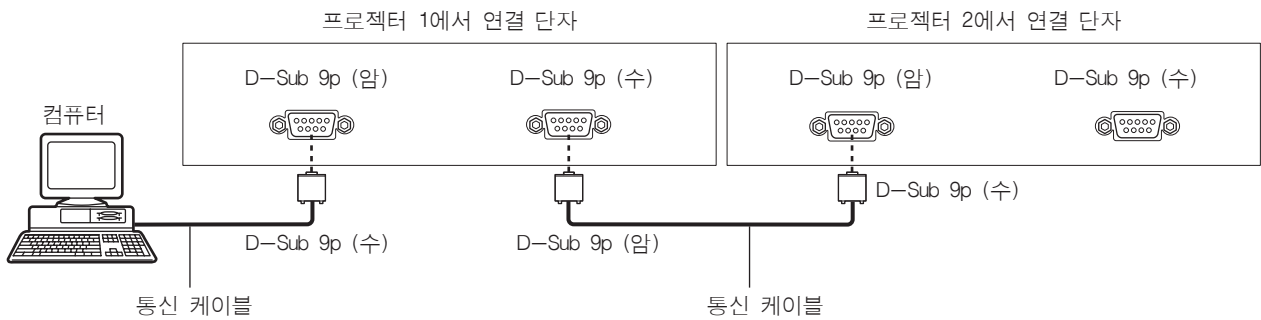 프로젝터 1에서 연결 단자
프로젝터 2에서 연결 단자
D-Sub 9p (암)
D-Sub 9p (수)
D-Sub 9p (암)
D-Sub 9p (수)
컴퓨터
D-Sub 9p (수)
D-Sub 9p (수)
D-Sub 9p (암)
통신 케이블
통신 케이블